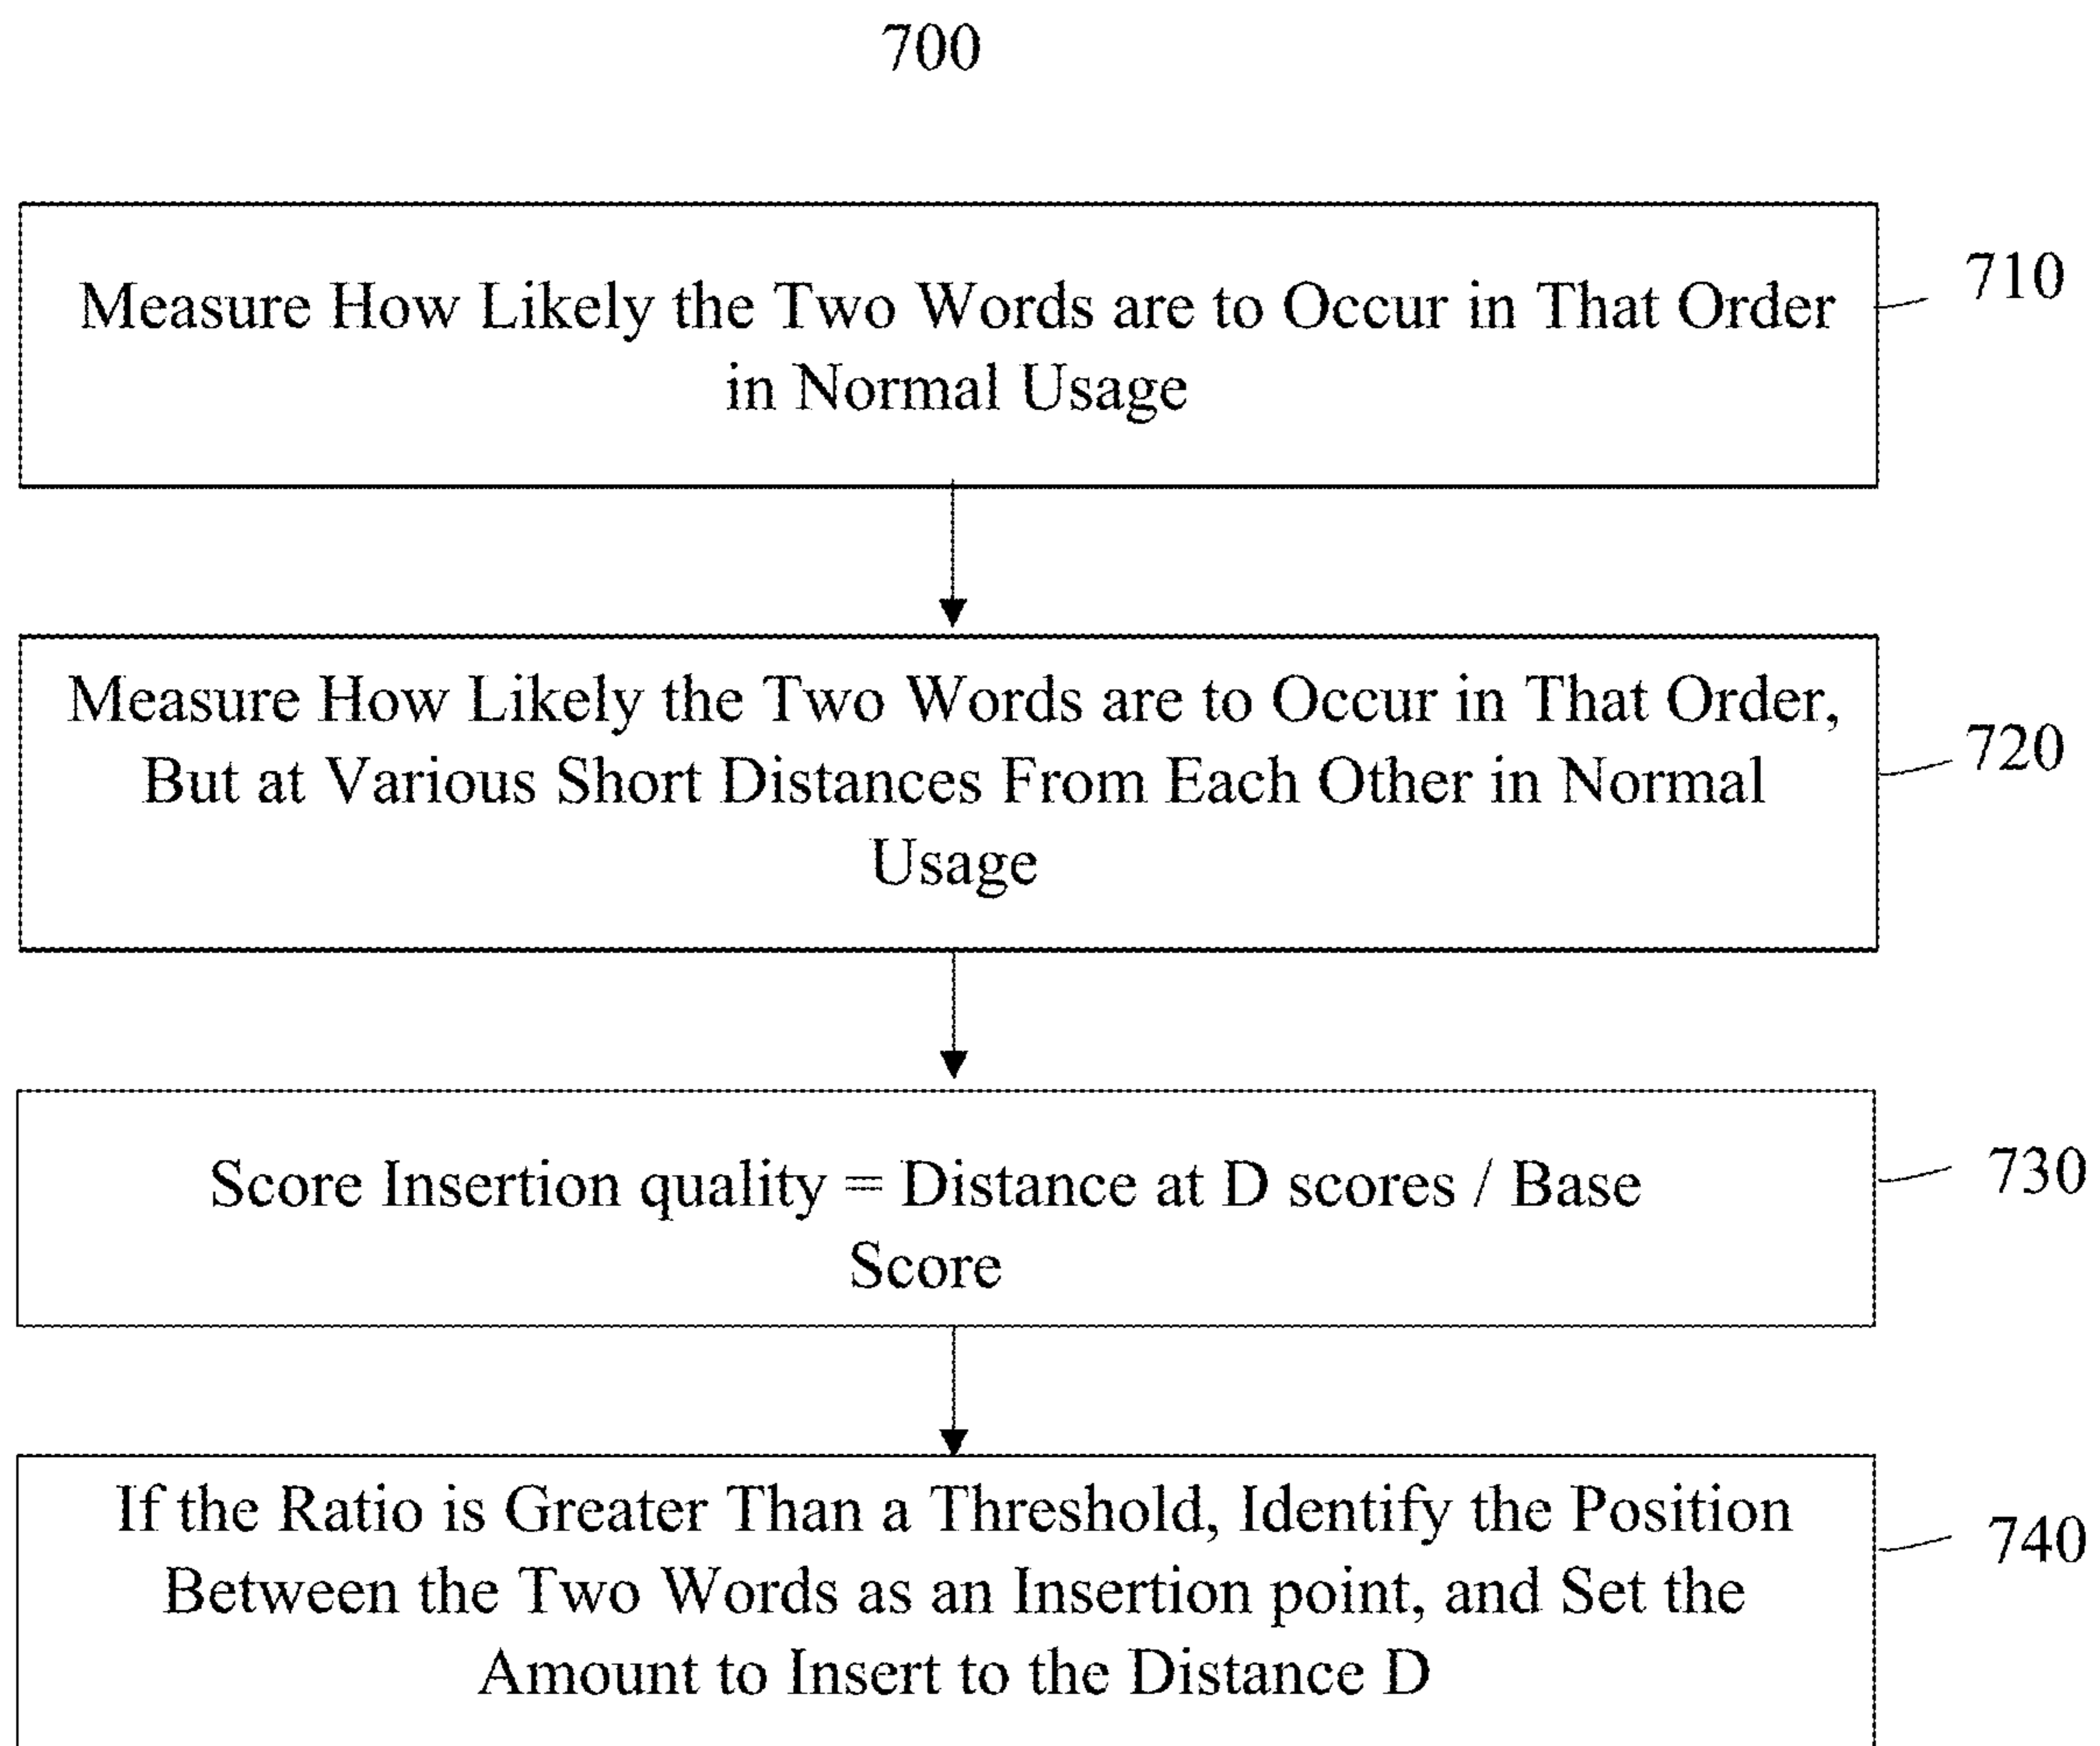 700
Measure How Likely the Two Words are to Occur in That Order
in Normal Usage
710
Measure How Likely the Two Words are to Occur in That Order,
But at Various Short Distances From Each Other in Normal
Usage
720
Score Insertion quality = Distance at D scores / Base
Score
730
If the Ratio is Greater Than a Threshold, Identify the Position
Between the Two Words as an Insertion point, and Set the
Amount to Insert to the Distance D
740